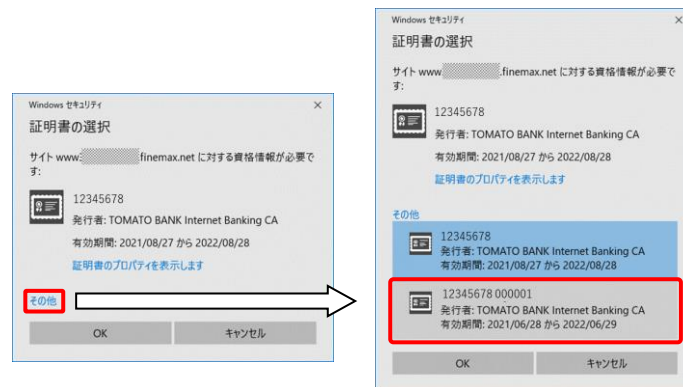 Windows セキュリティ
証明書の選択
サイト www. finemax.net に対する資格情報が必要で
す:
12345678
発行者: TOMATO BANK Internet Banking CA
有効期間: 2021/08/27 から 2022/08/28
証明書のプロパティを表示します
その他
OK キャンセル
Windows セキュリティ
証明書の選択
サイト www .finemax.net に対する資格情報が必要で
す:
12345678
発行者: TOMATO BANK Internet Banking CA
有効期間: 2021/08/27 から 2022/08/28
証明書のプロパティを表示します
その他
12345678
発行者: TOMATO BANK Internet Banking CA
有効期間: 2021/08/27 から 2022/08/28
12345678 000001
発行者: TOMATO BANK Internet Banking CA
有効期間: 2021/06/28 から 2022/06/29
OK キャンセル